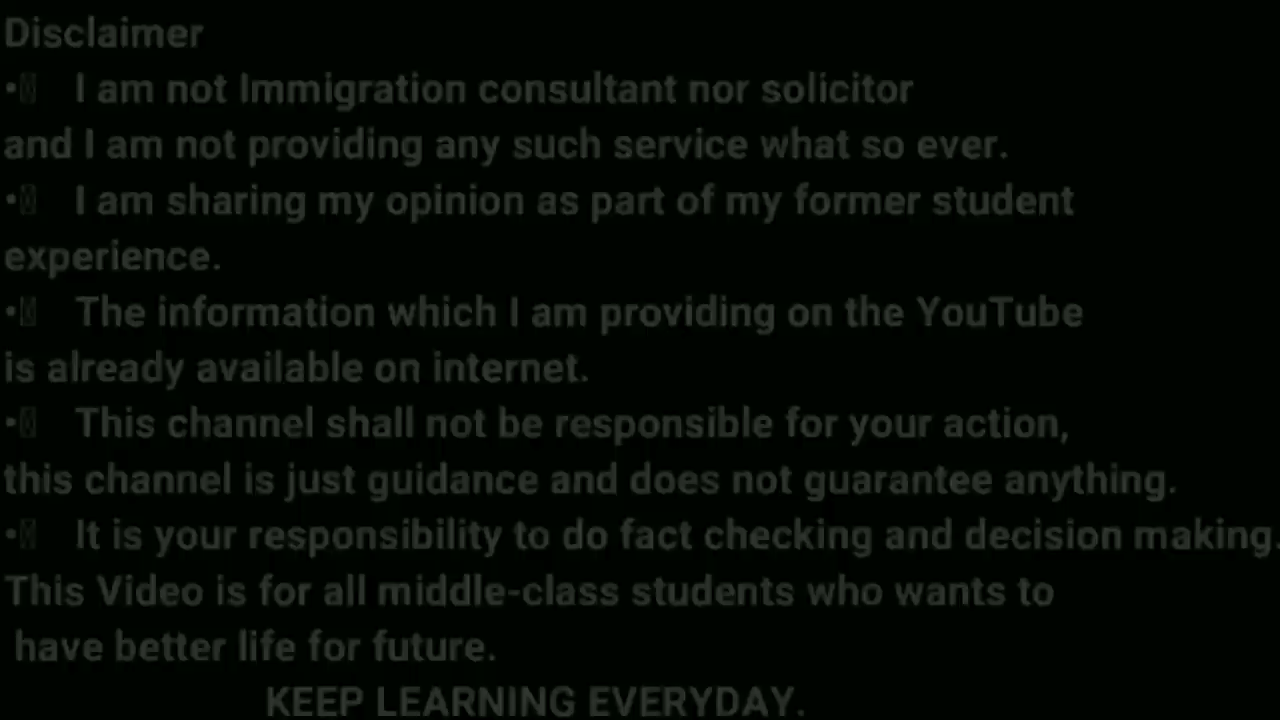 Disclaimer
• I am not Immigration consultant nor solicitor
and I am not providing any such service what so ever.
• I am sharing my opinion as part of my former student
experience.
• The information which I am providing on the YouTube
is already available on internet.
• This channel shall not be responsible for your action,
this channel is just guidance and does not guarantee anything.
• It is your responsibility to do fact checking and decision making.
This Video is for all middle-class students who wants to
have better life for future.
KEEP LEARNING EVERYDAY.